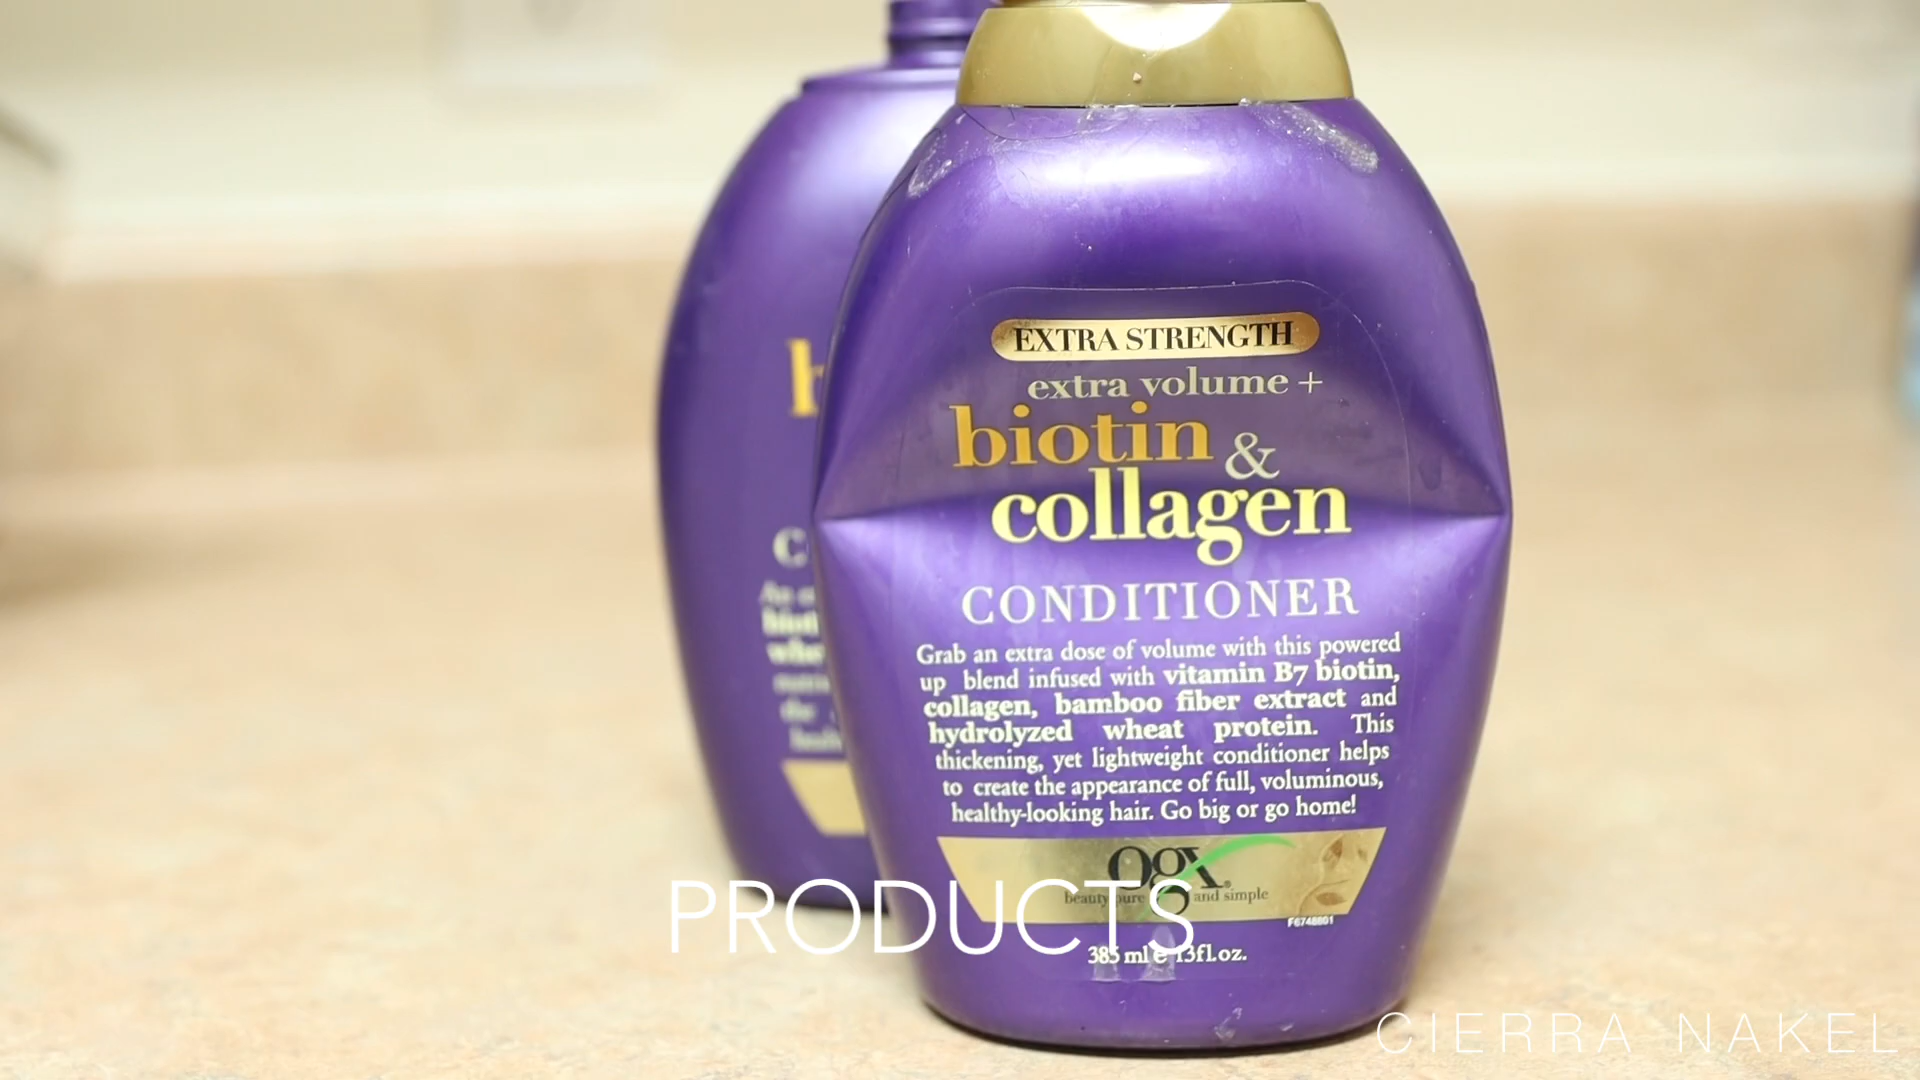 EXTRA STRENGTH
extra volume +
biotin &
collagen
CONDITIONER
Grab an extra dose of volume with this powered
up blend infused with vitamin B7 biotin,
collagen, bamboo fiber extract and
hydrolyzed wheat protein. This
thickening, yet lightweight conditioner helps
to create the appearance of full, voluminous,
healthy-looking hair. Go big or go home!
ogx®
beauty pure and simple
F6748801
PRODUCTS
385 ml e 13fl.oz.
CIERRA NAKEL